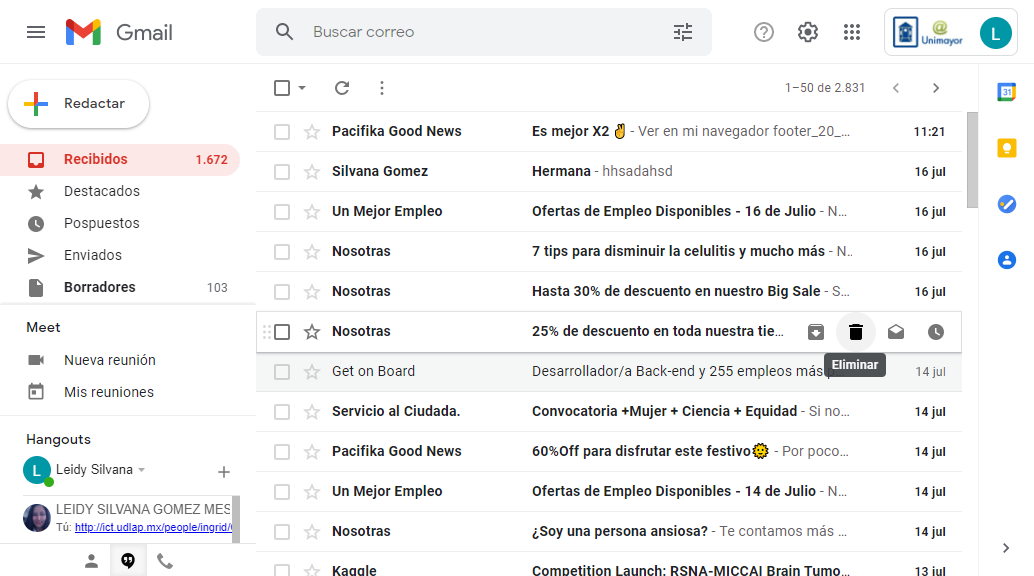 Gmail
Buscar correo
Unimayor
L
Redactar
1–50 de 2.831
Recibidos 1.672
Destacados
Pospuestos
Enviados
Borradores 103
Meet
Nueva reunión
Mis reuniones
Hangouts
L Leidy Silvana
LEIDY SILVANA GOMEZ MES
Tú: http://ict.udlap.mx/people/ingrid/
Pacifika Good News Es mejor X2 ✌ - Ver en mi navegador footer_20_… 11:21
Silvana Gomez Hermana - hhsadahsd 16 jul
Un Mejor Empleo Ofertas de Empleo Disponibles - 16 de Julio - N… 16 jul
Nosotras 7 tips para disminuir la celulitis y mucho más - N… 16 jul
Nosotras Hasta 30% de descuento en nuestro Big Sale - S… 16 jul
Nosotras 25% de descuento en toda nuestra tie…
Eliminar
Get on Board Desarrollador/a Back-end y 255 empleos más 14 jul
Servicio al Ciudada. Convocatoria +Mujer + Ciencia + Equidad - Si no… 14 jul
Pacifika Good News 60%Off para disfrutar este festivo🌞 - Por poco… 14 jul
Un Mejor Empleo Ofertas de Empleo Disponibles - 14 de Julio - N… 14 jul
Nosotras ¿Soy una persona ansiosa? - Te contamos más … 14 jul
Kaggle Competition Launch: RSNA-MICCAI Brain Tumo… 13 jul
31